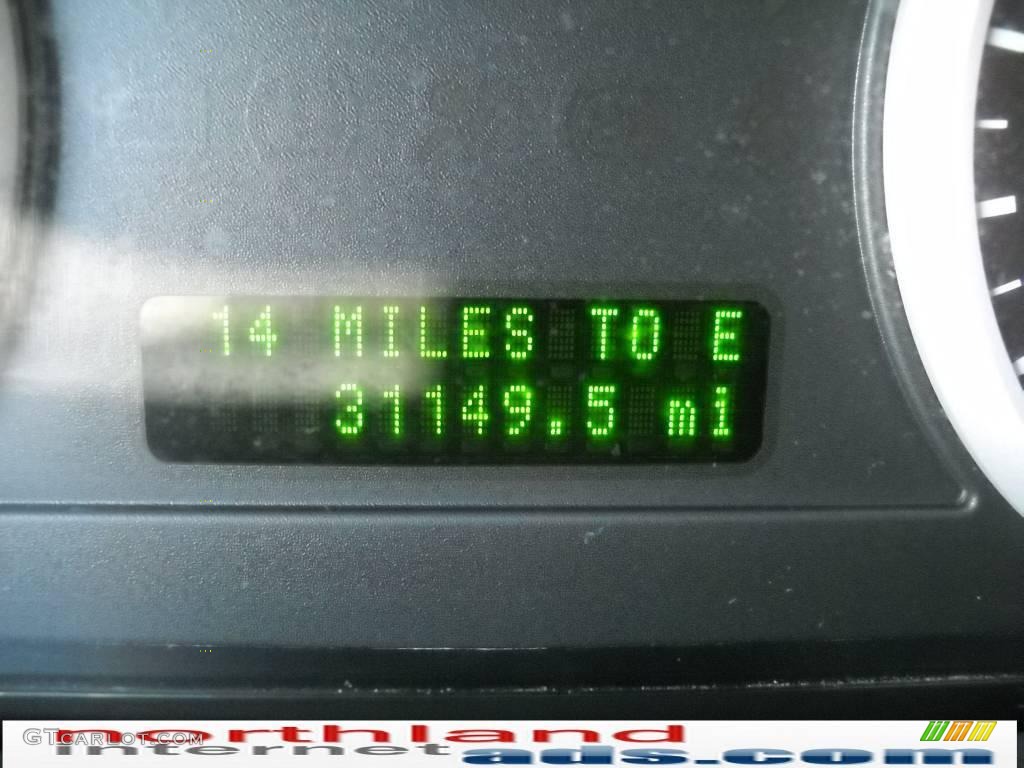 14 MILES TO E
31149.5 mi
GTcarlot.com
northland
internet ads.com